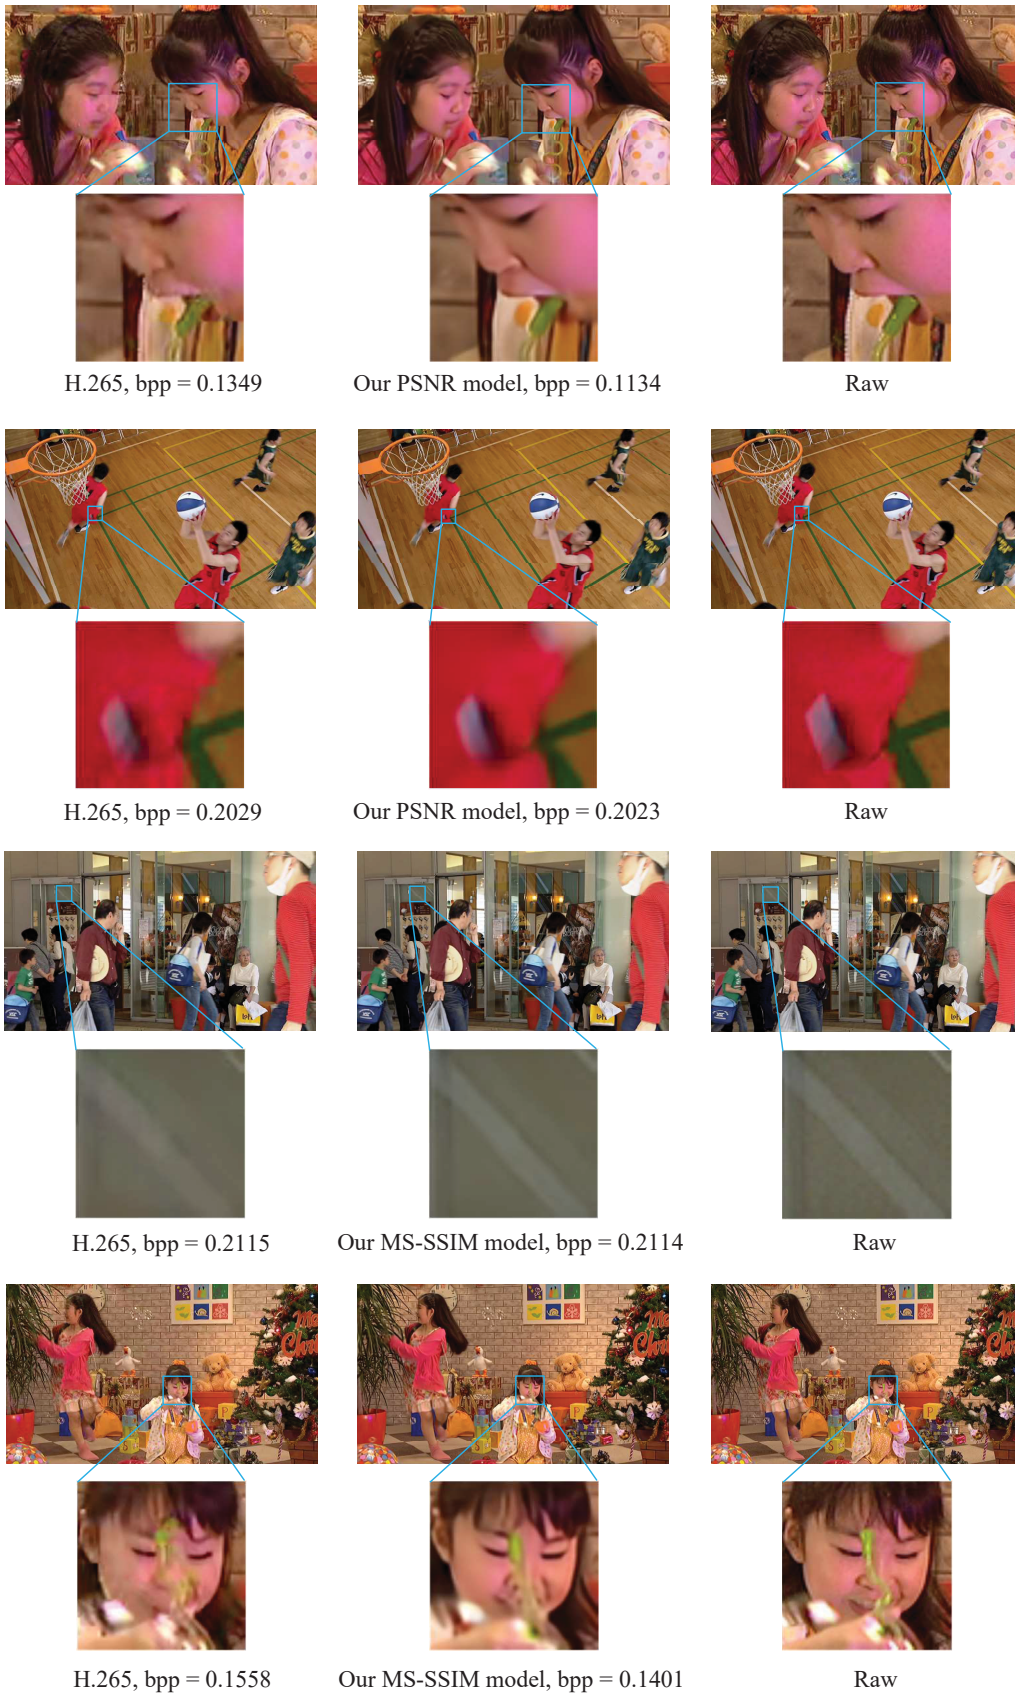 H.265, bpp = 0.1349
Our PSNR model, bpp = 0.1134
Raw
H.265, bpp = 0.2029
Our PSNR model, bpp = 0.2023
Raw
H.265, bpp = 0.2115
Our MS-SSIM model, bpp = 0.2114
Raw
H.265, bpp = 0.1558
Our MS-SSIM model, bpp = 0.1401
Raw